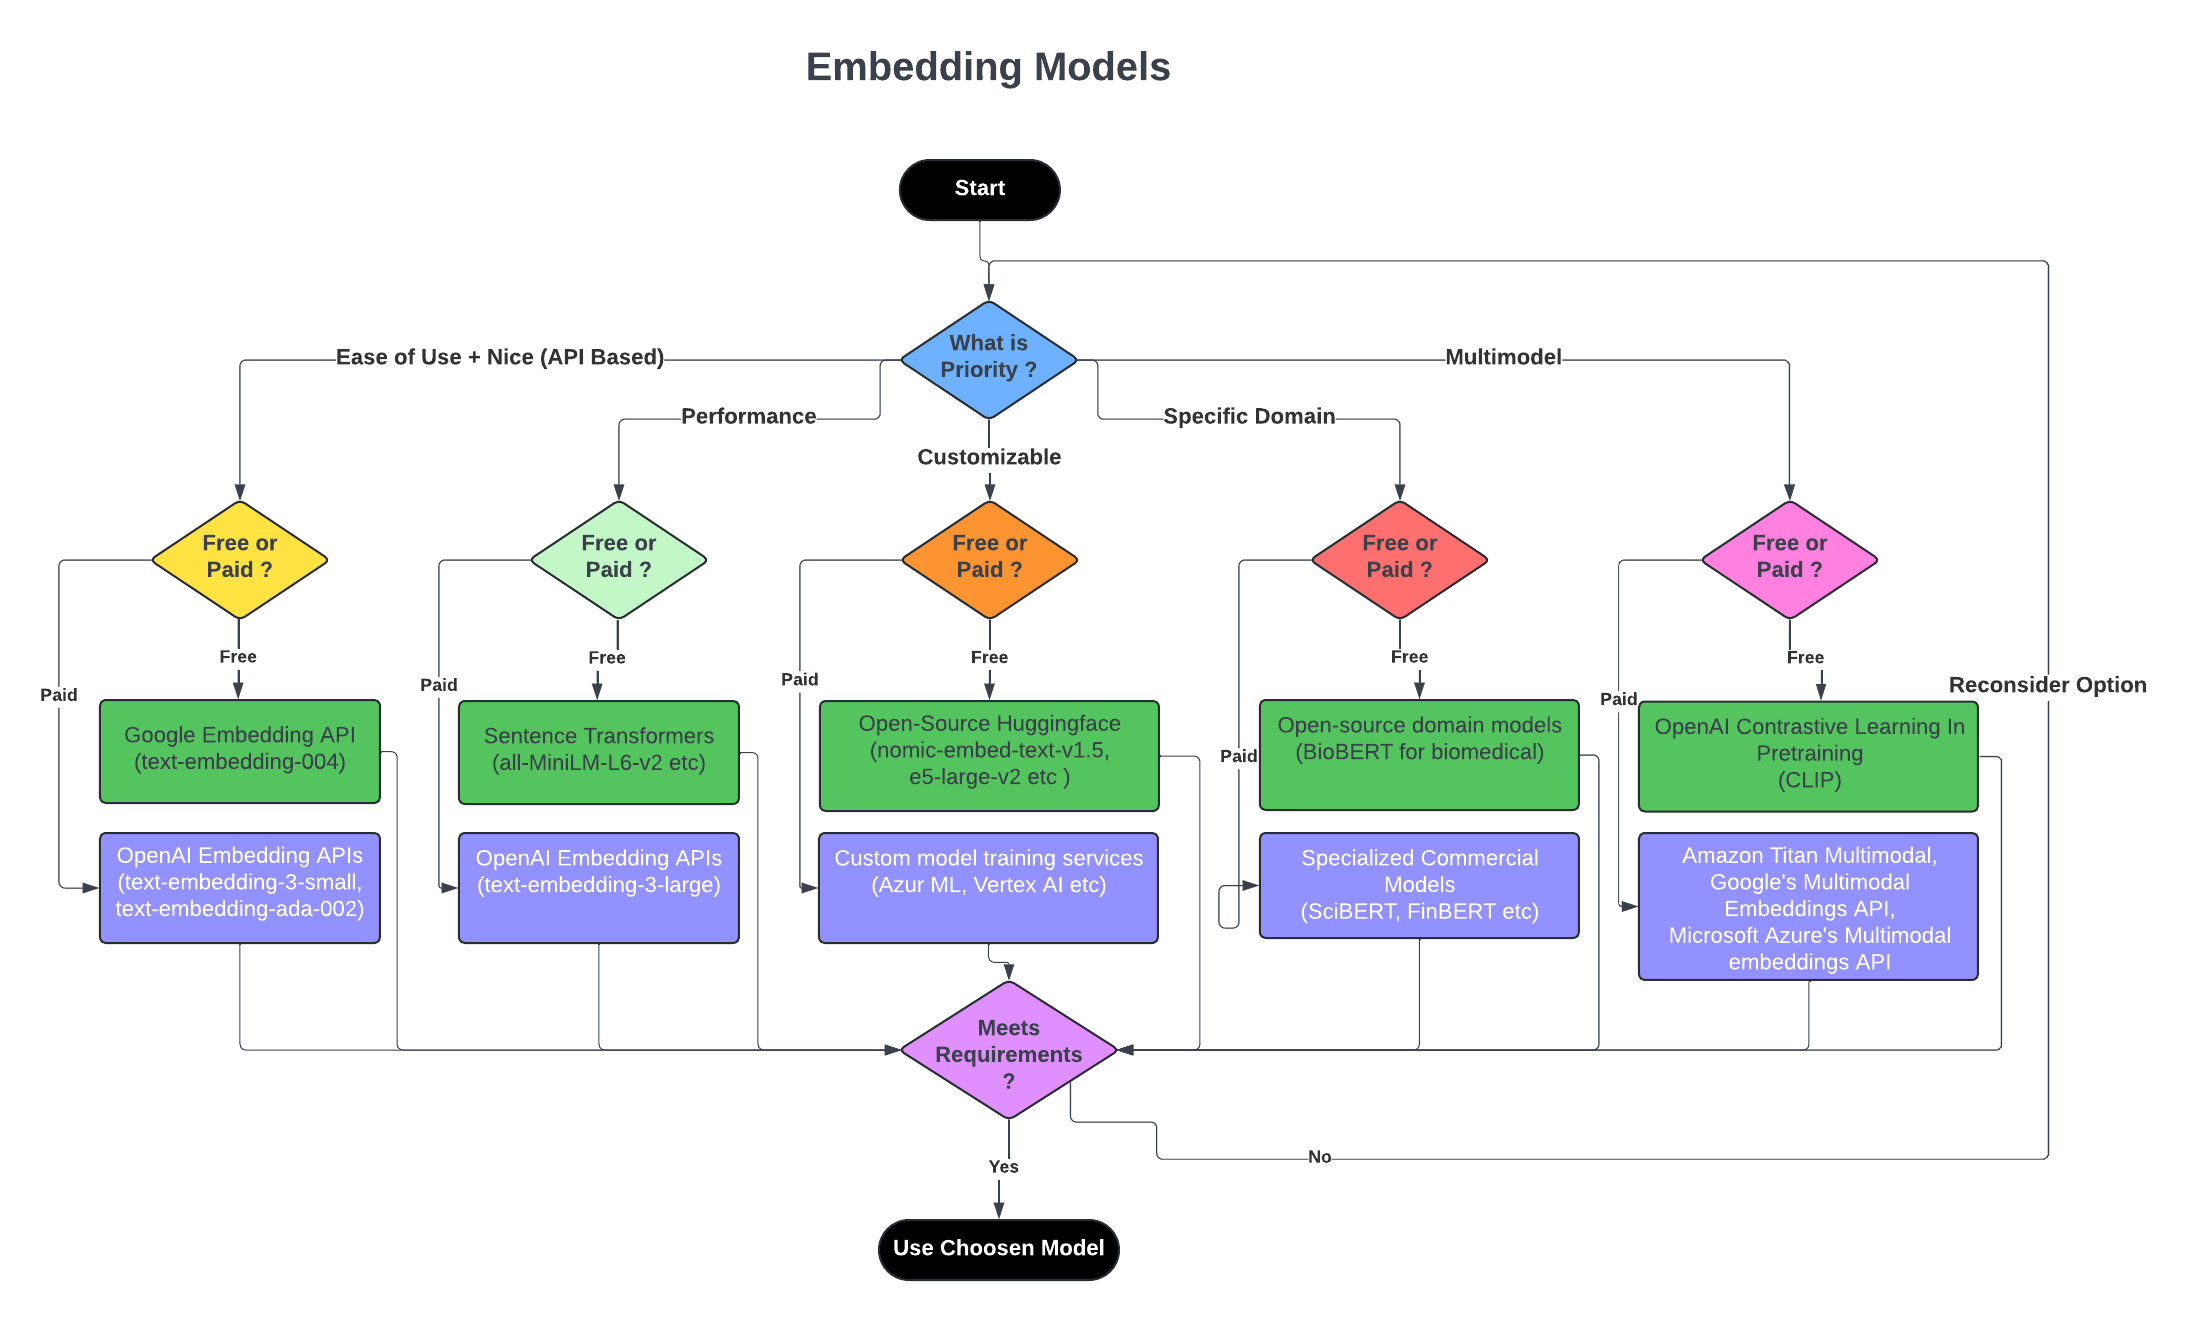 Embedding Models
Start
What is
Priority ?
Ease of Use + Nice (API Based)
Multimodel
Performance
Specific Domain
Customizable
Free or
Paid ?
Free or
Paid ?
Free or
Paid ?
Free or
Paid ?
Free or
Paid ?
Free
Free
Free
Free
Free
Paid
Paid
Paid
Paid
Paid
Reconsider Option
Google Embedding API
(text-embedding-004)
Sentence Transformers
(all-MiniLM-L6-v2 etc)
Open-Source Huggingface
(nomic-embed-text-v1.5,
e5-large-v2 etc )
Open-source domain models
(BioBERT for biomedical)
OpenAI Contrastive Learning In
Pretraining
(CLIP)
OpenAI Embedding APIs
(text-embedding-3-small,
text-embedding-ada-002)
OpenAI Embedding APIs
(text-embedding-3-large)
Custom model training services
(Azur ML, Vertex AI etc)
Specialized Commercial
Models
(SciBERT, FinBERT etc)
Amazon Titan Multimodal,
Google's Multimodal
Embeddings API,
Microsoft Azure's Multimodal
embeddings API
Meets
Requirements
?
No
Yes
Use Choosen Model